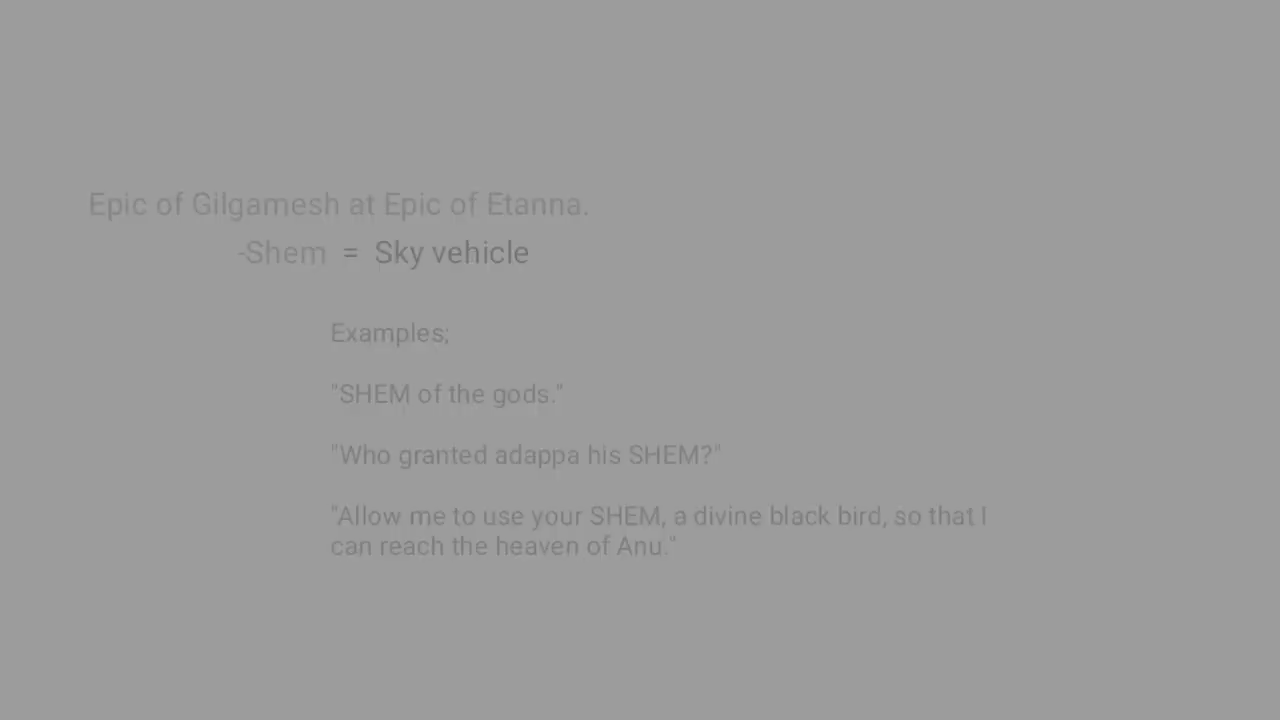 Epic of Gilgamesh at Epic of Etanna.
-Shem = Sky vehicle
Examples;
"SHEM of the gods."
"Who granted adappa his SHEM?"
"Allow me to use your SHEM, a divine black bird, so that I
can reach the heaven of Anu."